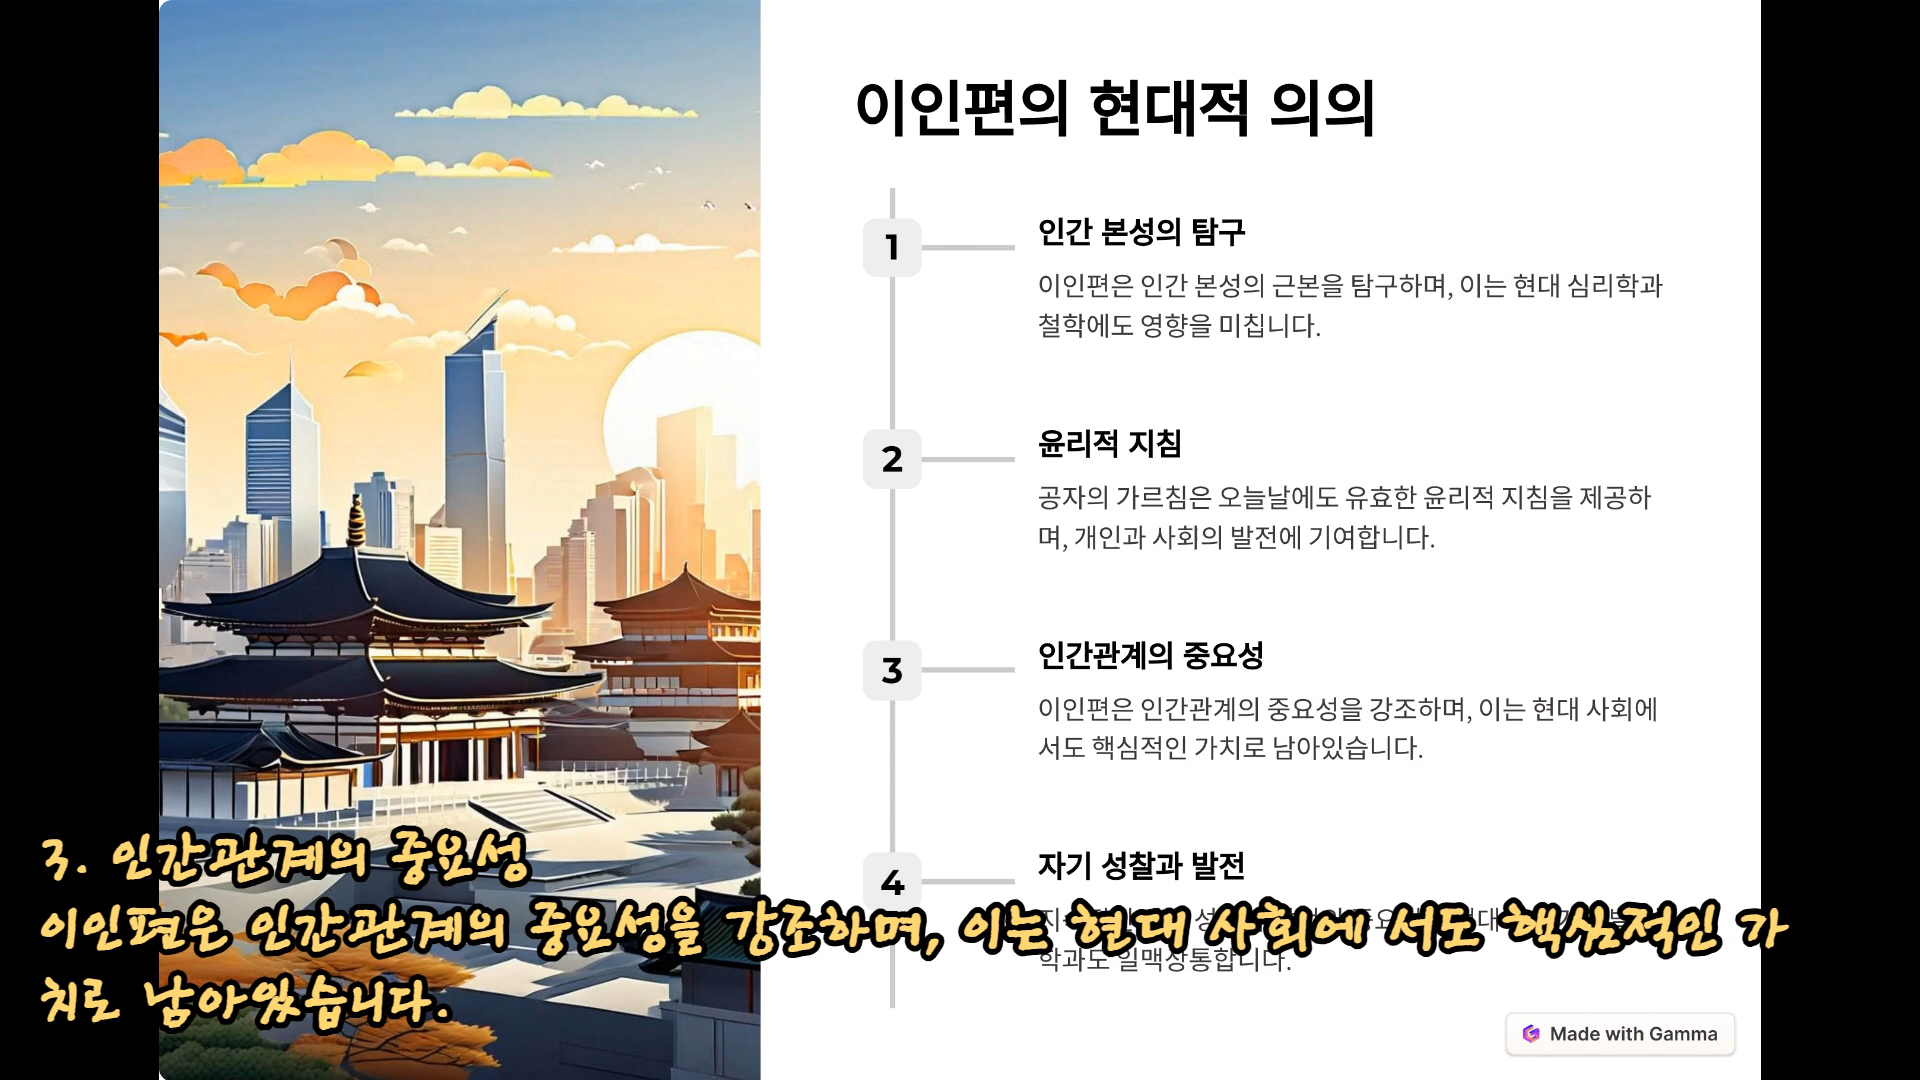 이인편의 현대적 의의
1
인간 본성의 탐구
이인편은 인간 본성의 근본을 탐구하며, 이는 현대 심리학과
철학에도 영향을 미칩니다.
2
윤리적 지침
공자의 가르침은 오늘날에도 유효한 윤리적 지침을 제공하
며, 개인과 사회의 발전에 기여합니다.
3
인간관계의 중요성
이인편은 인간관계의 중요성을 강조하며, 이는 현대 사회에
서도 핵심적인 가치로 남아있습니다.
4
자기 성찰과 발전
학과도 일맥상통합니다.
3. 인간관계의 중요성
이인편은 인간관계의 중요성을 강조하며, 이는 현대 사회에 서도 핵심적인 가
치로 남아있습니다.
Made with Gamma